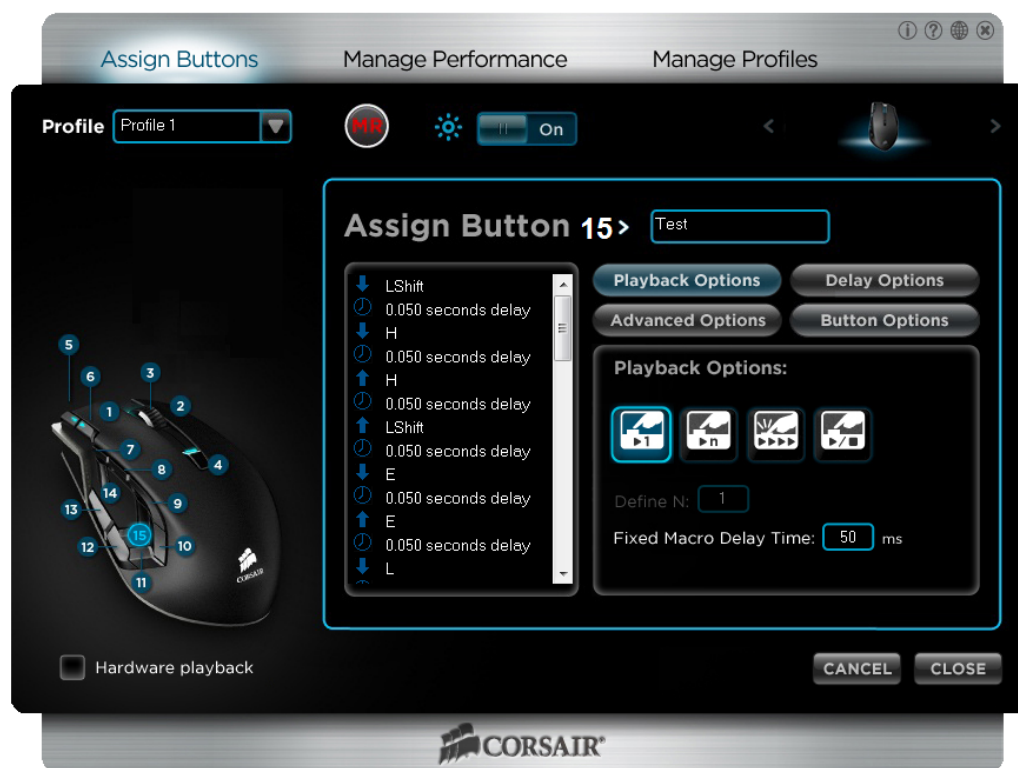 Assign Buttons
Manage Performance
Manage Profiles
Profile
Profile 1
MR
On
Assign Button 15>
Test
LShift
0.050 seconds delay
H
0.050 seconds delay
H
0.050 seconds delay
LShift
0.050 seconds delay
E
0.050 seconds delay
E
0.050 seconds delay
L
Playback Options
Delay Options
Advanced Options
Button Options
Playback Options:
1
n
Define N: 1
Fixed Macro Delay Time: 50 ms
5
6
3
1
2
7
8
4
14
9
13
15
12
10
11
CORSAIR
Hardware playback
CANCEL
CLOSE
CORSAIR